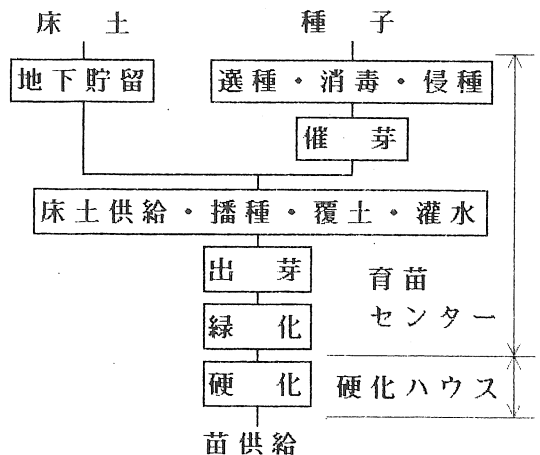 床土
種子
地下貯留
選種・消毒・侵種
催芽
床土供給・播種・覆土・灌水
出芽
緑化
育苗
センター
硬化
硬化ハウス
苗供給